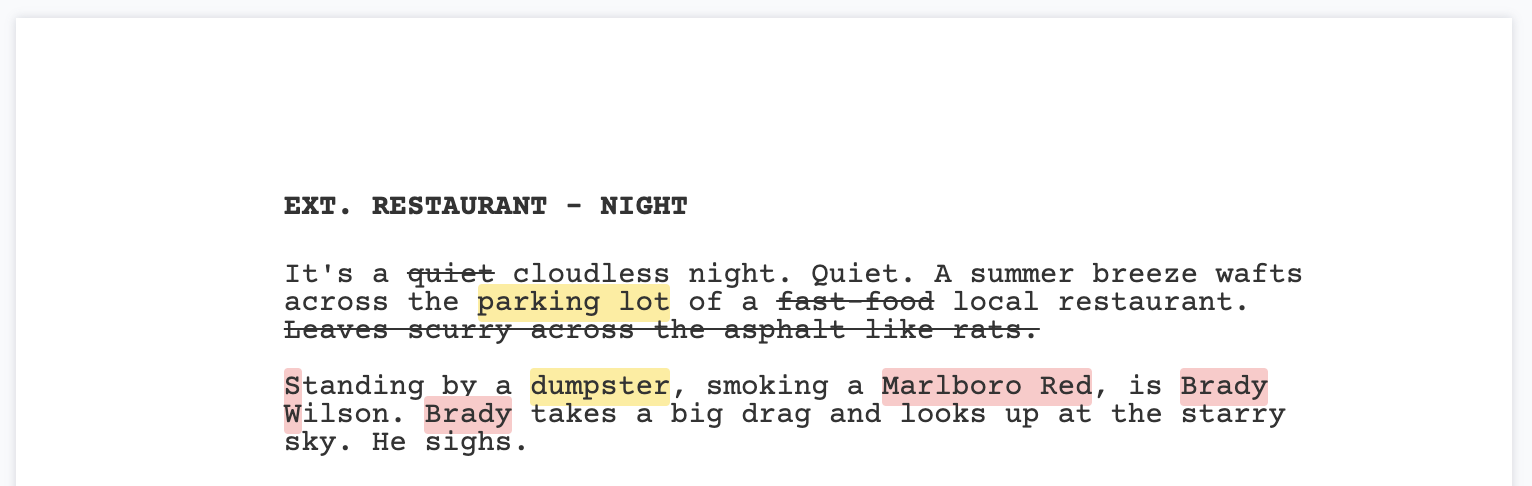 EXT. RESTAURANT - NIGHT
It's a quiet cloudless night. Quiet. A summer breeze wafts
across the parking lot of a fast-food local restaurant.
Leaves scurry across the asphalt like rats.
Standing by a dumpster, smoking a Marlboro Red, is Brady
Wilson. Brady takes a big drag and looks up at the starry
sky. He sighs.